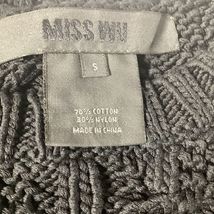 MISS WU
S
70% COTTON
30% NYLON
MADE IN CHINA